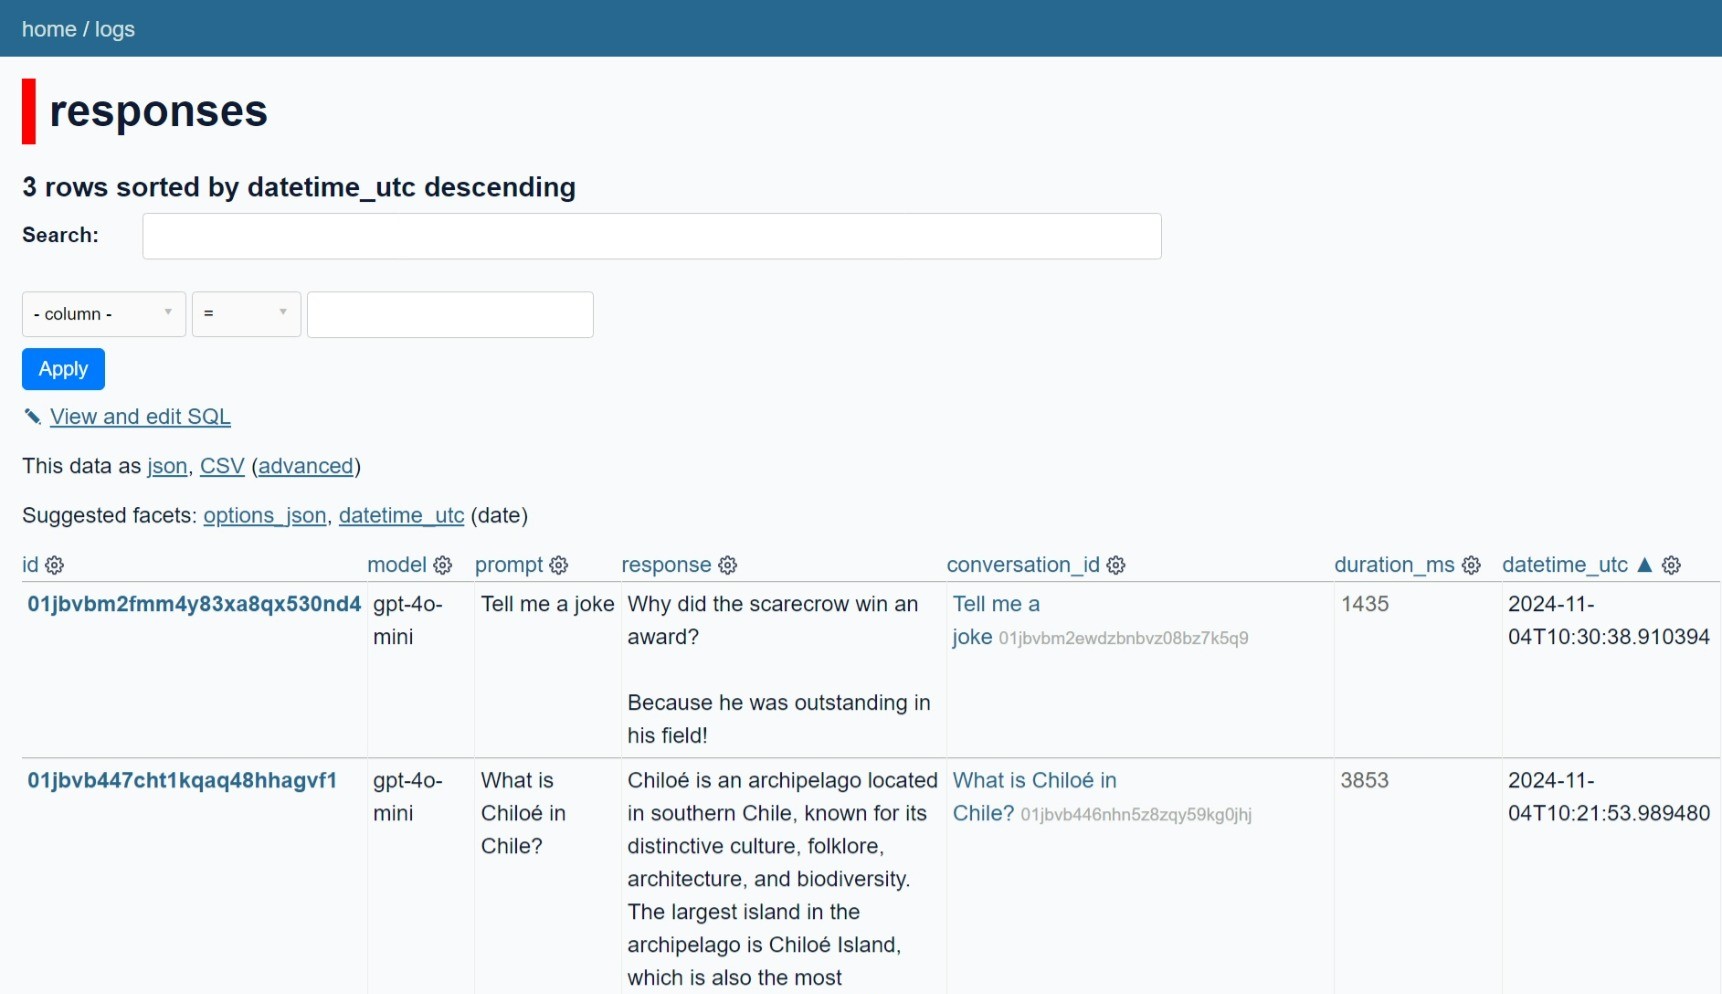 home / logs
responses
3 rows sorted by datetime_utc descending
Search:
- column - =
Apply
View and edit SQL
This data as json, CSV (advanced)
Suggested facets: options_json, datetime_utc (date)
id model prompt response conversation_id duration_ms datetime_utc ▲
01jbvbm2fmm4y83xa8qx530nd4 gpt-4o- Tell me a joke Why did the scarecrow win an Tell me a 1435 2024-11-
mini award? joke 01jbvbm2ewdzbnbvz08bz7k5q9 04T10:30:38.910394
Because he was outstanding in
his field!
01jbvb447cht1kqaq48hhagvf1 gpt-4o- What is Chiloé is an archipelago located What is Chiloé in 3853 2024-11-
mini Chiloé in in southern Chile, known for its Chile? 01jbvb446nhn5z8zqy59kg0jhj 04T10:21:53.989480
Chile? distinctive culture, folklore,
architecture, and biodiversity.
The largest island in the
archipelago is Chiloé Island,
which is also the most